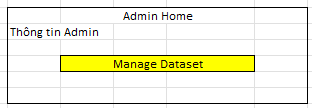 Admin Home
Thông tin Admin
Manage Dataset